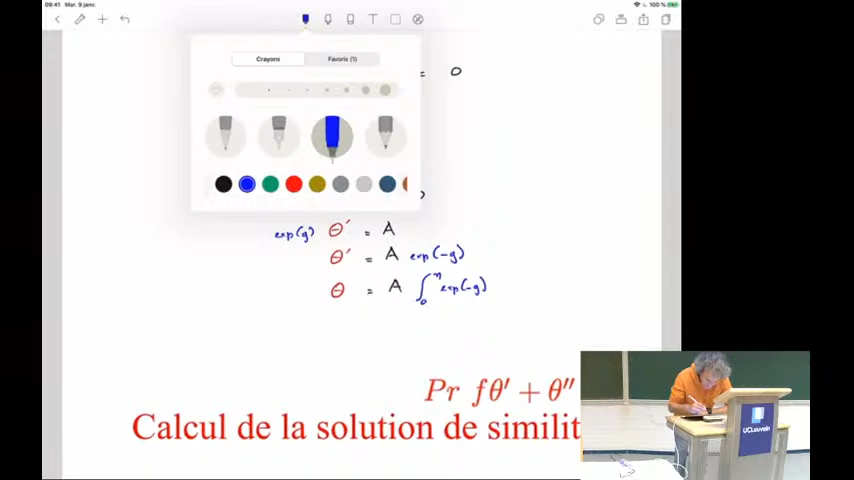 09:41 Mar. 9 janv.
100 %
T
Crayons Favoris (1)
= 0
exp(g) θ′ = A
θ′ = A exp(-g)
θ = A ∫₀^η exp(-g)
Pr fθ′ + θ″
Calcul de la solution de similit
UCLouvain